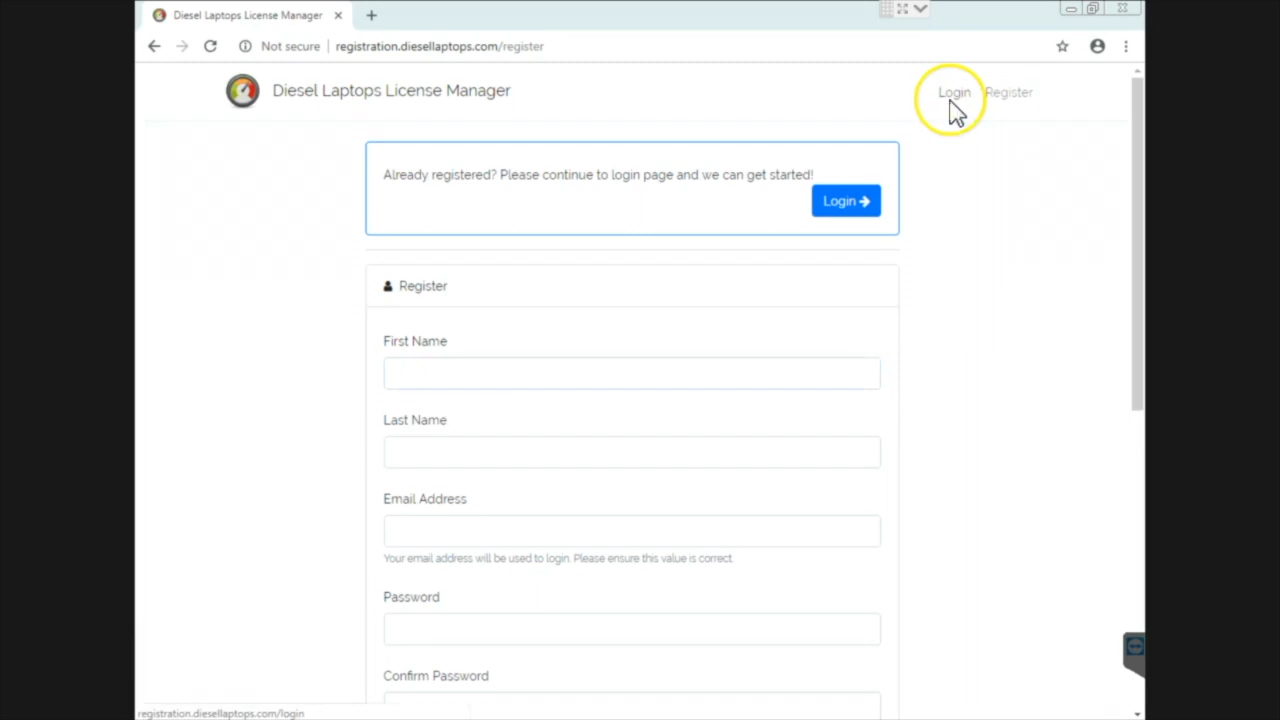 Diesel Laptops License Manager
Not secure
registration.diesellaptops.com/register
Diesel Laptops License Manager
Login
Register
Already registered? Please continue to login page and we can get started!
Login
Register
First Name
Last Name
Email Address
Your email address will be used to login. Please ensure this value is correct.
Password
Confirm Password
registration.diesellaptops.com/login